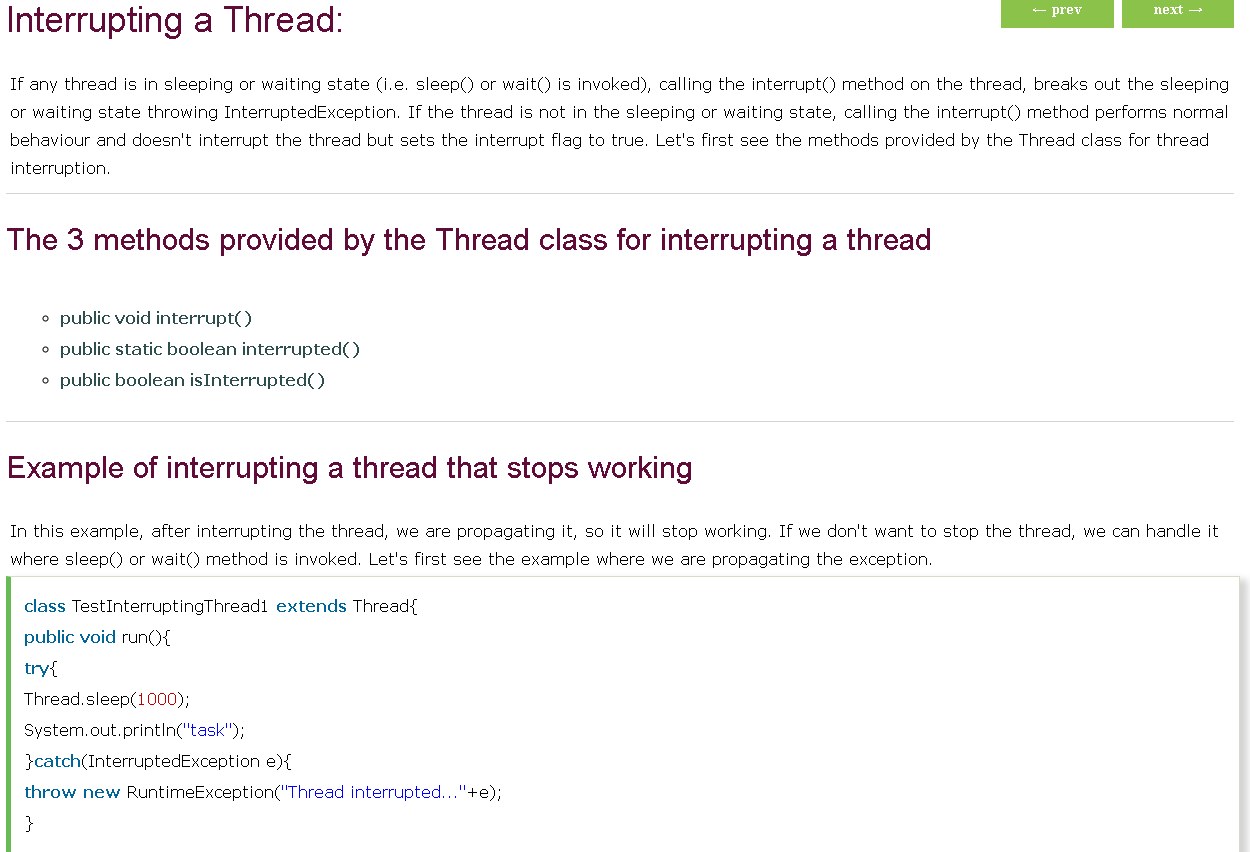 Interrupting a Thread:
← prev
next →
If any thread is in sleeping or waiting state (i.e. sleep() or wait() is invoked), calling the interrupt() method on the thread, breaks out the sleeping
or waiting state throwing InterruptedException. If the thread is not in the sleeping or waiting state, calling the interrupt() method performs normal
behaviour and doesn't interrupt the thread but sets the interrupt flag to true. Let's first see the methods provided by the Thread class for thread
interruption.
The 3 methods provided by the Thread class for interrupting a thread
public void interrupt()
public static boolean interrupted()
public boolean isInterrupted()
Example of interrupting a thread that stops working
In this example, after interrupting the thread, we are propagating it, so it will stop working. If we don't want to stop the thread, we can handle it
where sleep() or wait() method is invoked. Let's first see the example where we are propagating the exception.
class TestInterruptingThread1 extends Thread{
public void run(){
try{
Thread.sleep(1000);
System.out.println("task");
}catch(InterruptedException e){
throw new RuntimeException("Thread interrupted..."+e);
}